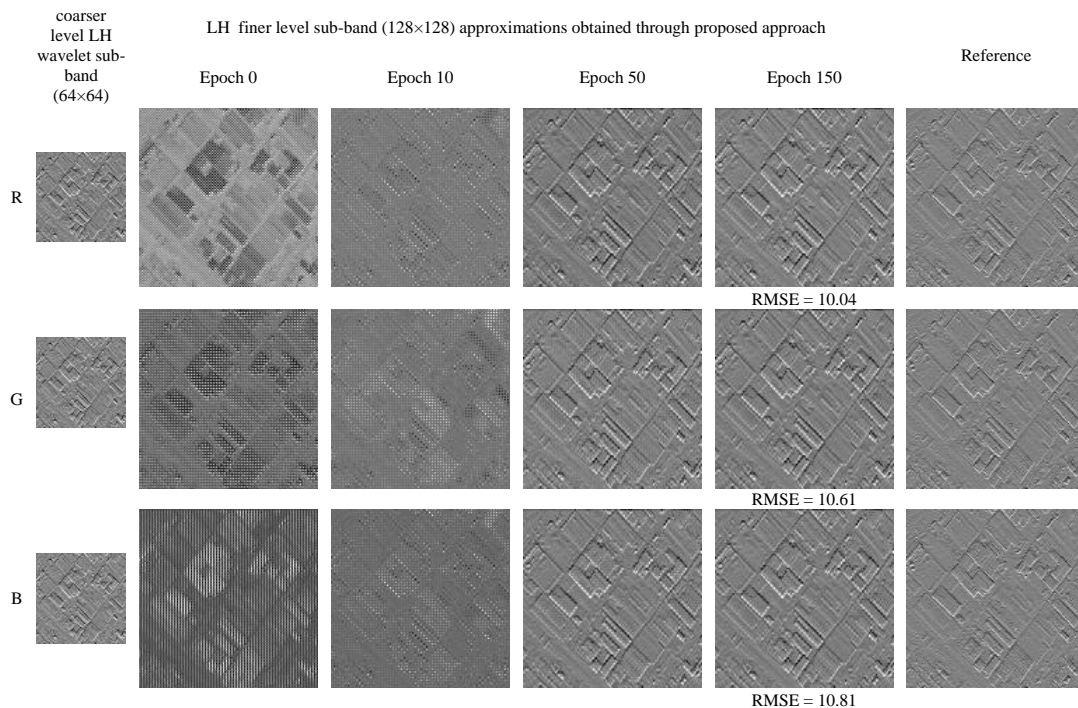 coarser
level LH
wavelet sub-
band
(64×64)
LH finer level sub-band (128×128) approximations obtained through proposed approach
Epoch 0
Epoch 10
Epoch 50
Epoch 150
Reference
R
RMSE = 10.04
G
RMSE = 10.61
B
RMSE = 10.81